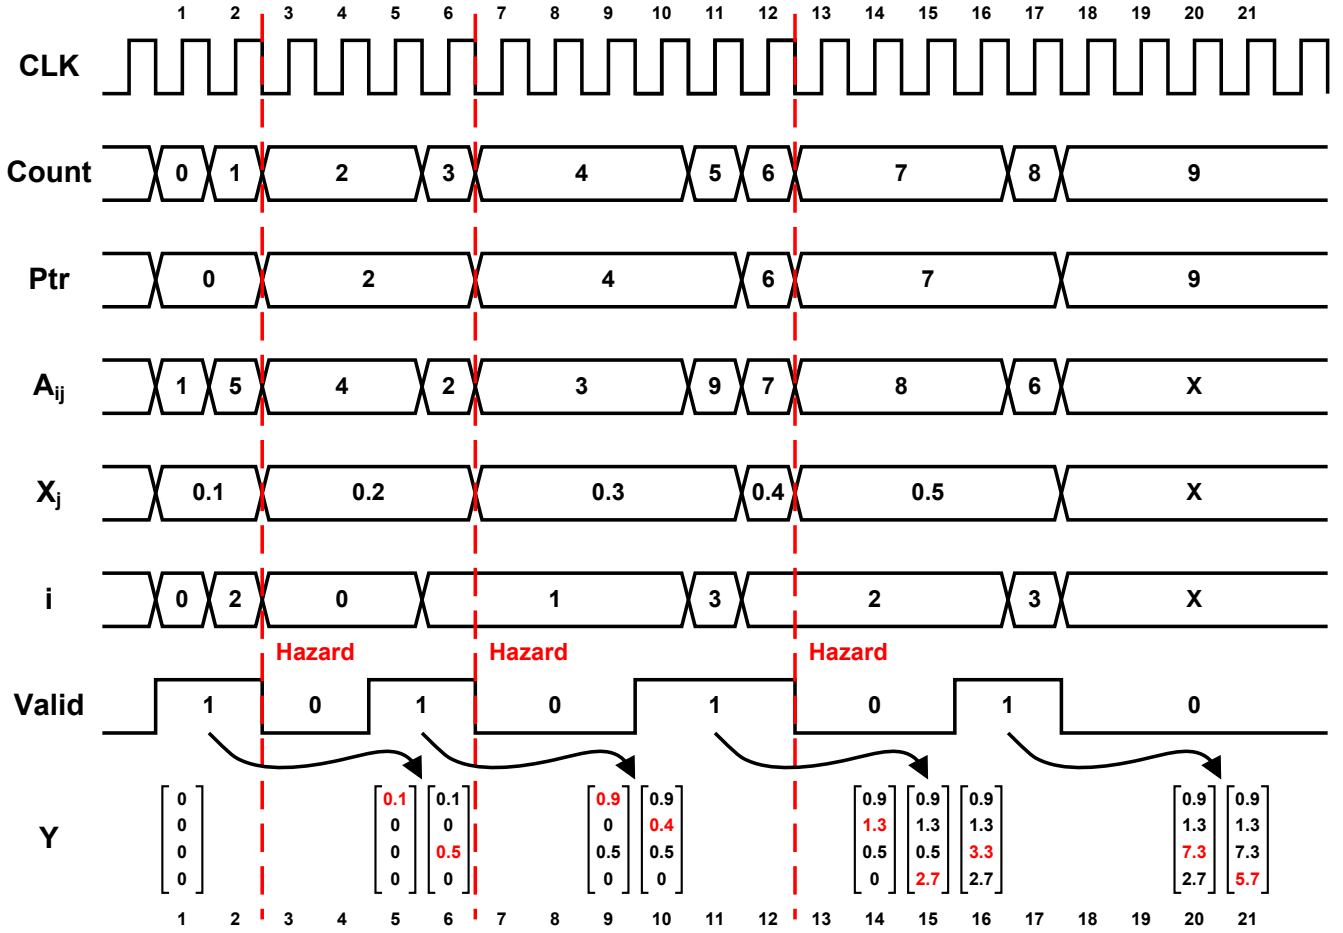 1 2 3 4 5 6 7 8 9 10 11 12 13 14 15 16 17 18 19 20 21
CLK
Count 0 1 2 3 4 5 6 7 8 9
Ptr 0 2 4 6 7 9
Aij 1 5 4 2 3 9 7 8 6 X
Xj 0.1 0.2 0.3 0.4 0.5 X
i 0 2 0 1 3 2 3 X
Hazard Hazard Hazard
Valid 1 0 1 0 1 0 1 0
0 0.1 0.1 0.9 0.9 0.9 0.9 0.9 0.9 0.9
0 0 0 0 0.4 1.3 1.3 1.3 1.3 1.3
Y
0 0 0.5 0.5 0.5 0.5 0.5 3.3 7.3 7.3
0 0 0 0 0 0 2.7 2.7 2.7 5.7
1 2 3 4 5 6 7 8 9 10 11 12 13 14 15 16 17 18 19 20 21